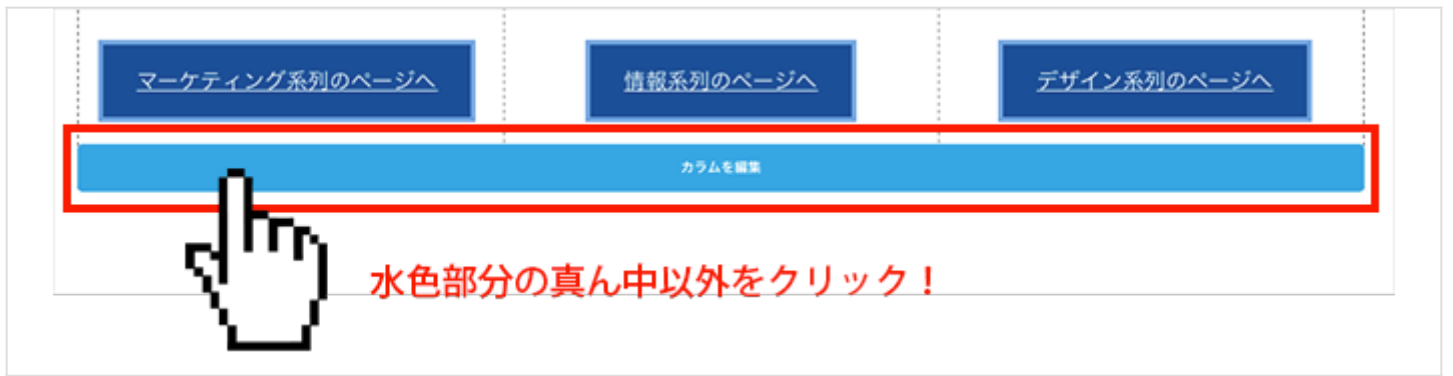 マーケティング系列のページへ
情報系列のページへ
デザイン系列のページへ
カラムを編集
水色部分の真ん中以外をクリック！